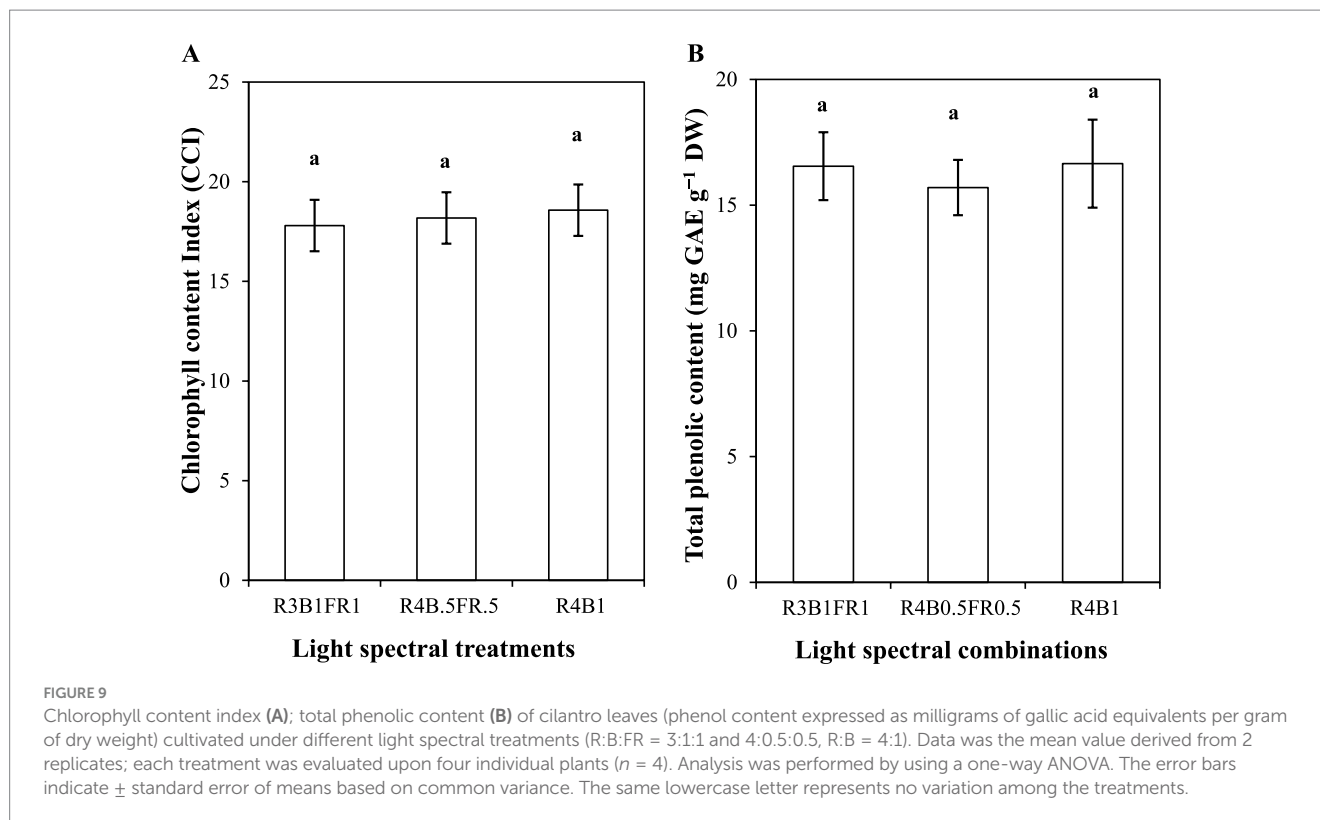 A
25
20
15
10
5
0
Chlorophyll content Index (CCI)
a
a
a
R3B1FR1
R4B.5FR.5
R4B1
Light spectral treatments
B
20
15
10
5
0
Total plenolic content (mg GAE g⁻¹ DW)
a
a
a
R3B1FR1
R4B0.5FR0.5
R4B1
Light spectral combinations
FIGURE 9
Chlorophyll content index (A); total phenolic content (B) of cilantro leaves (phenol content expressed as milligrams of gallic acid equivalents per gram
of dry weight) cultivated under different light spectral treatments (R:B:FR = 3:1:1 and 4:0.5:0.5, R:B = 4:1). Data was the mean value derived from 2
replicates; each treatment was evaluated upon four individual plants (n = 4). Analysis was performed by using a one-way ANOVA. The error bars
indicate ± standard error of means based on common variance. The same lowercase letter represents no variation among the treatments.